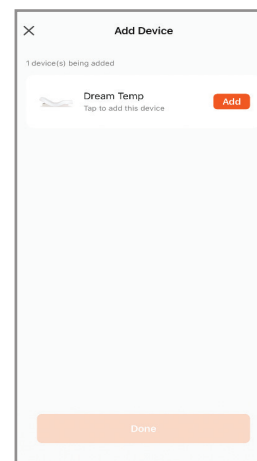 Add Device
1 device(s) being added
Dream Temp
Tap to add this device
Add
Done